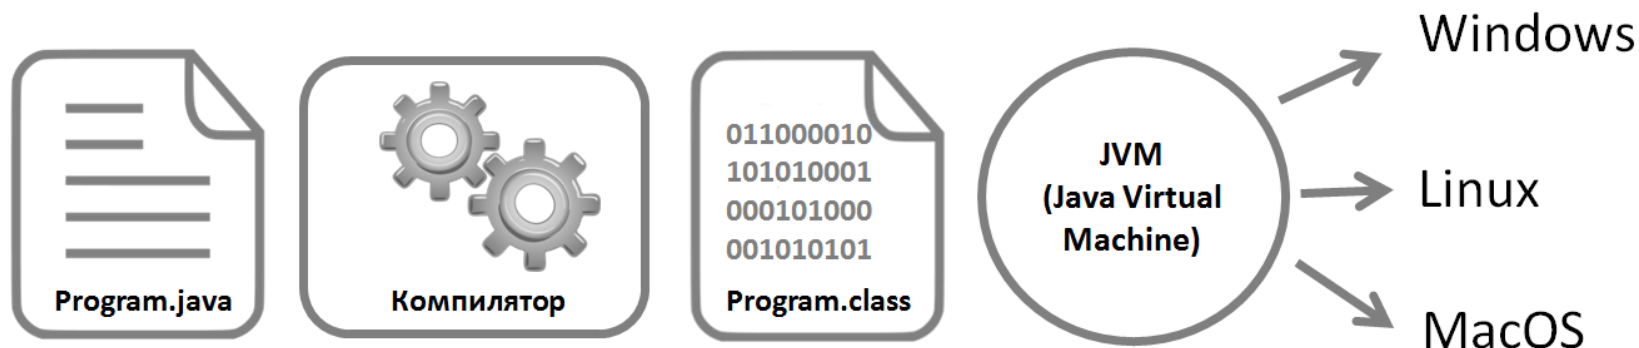 Program.java
Компилятор
011000010
101010001
000101000
001010101
Program.class
JVM
(Java Virtual
Machine)
Windows
Linux
MacOS